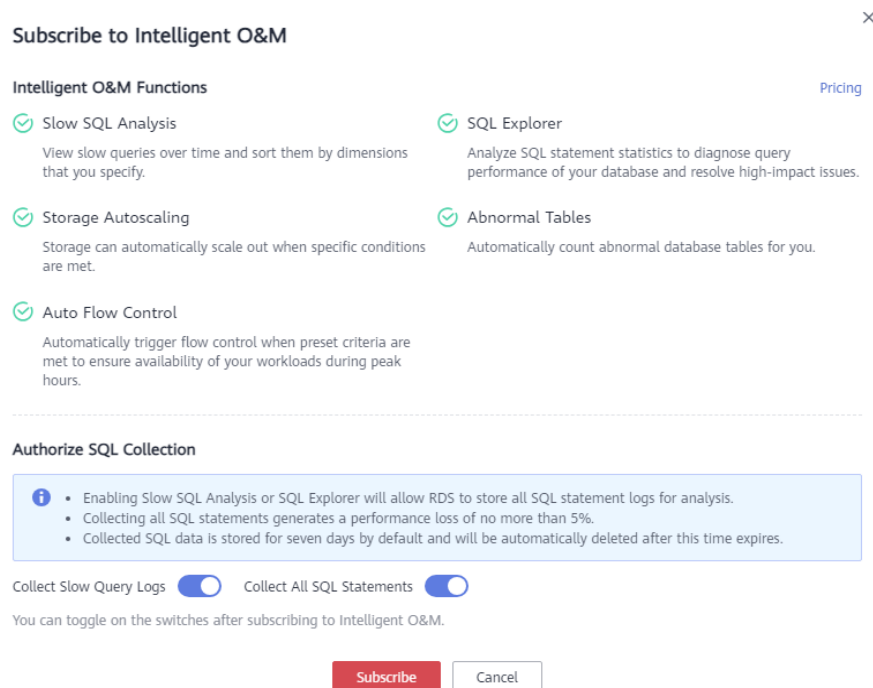 Subscribe to Intelligent O&M
Intelligent O&M Functions
Pricing
Slow SQL Analysis
View slow queries over time and sort them by dimensions
that you specify.
SQL Explorer
Analyze SQL statement statistics to diagnose query
performance of your database and resolve high-impact issues.
Storage Autoscaling
Storage can automatically scale out when specific conditions
are met.
Abnormal Tables
Automatically count abnormal database tables for you.
Auto Flow Control
Automatically trigger flow control when preset criteria are
met to ensure availability of your workloads during peak
hours.
Authorize SQL Collection
• Enabling Slow SQL Analysis or SQL Explorer will allow RDS to store all SQL statement logs for analysis.
• Collecting all SQL statements generates a performance loss of no more than 5%.
• Collected SQL data is stored for seven days by default and will be automatically deleted after this time expires.
Collect Slow Query Logs
Collect All SQL Statements
You can toggle on the switches after subscribing to Intelligent O&M.
Subscribe
Cancel